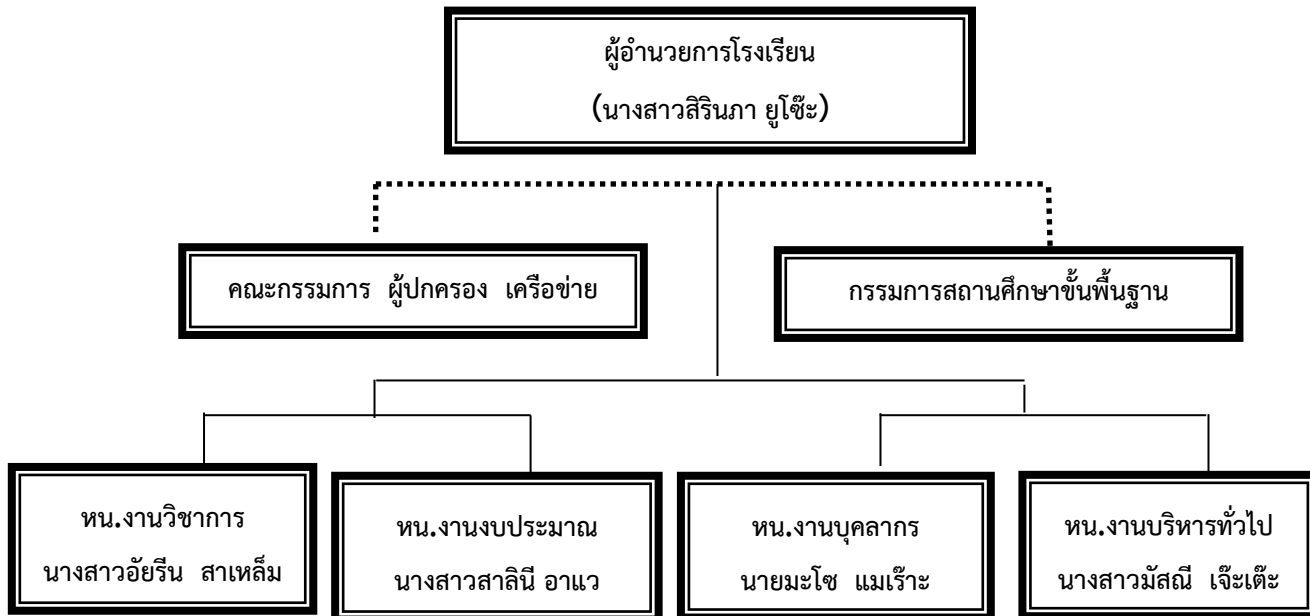 ผู้อำนวยการโรงเรียน
(นางสาวสิรินภา ยูโซ๊ะ)
คณะกรรมการ ผู้ปกครอง เครือข่าย
กรรมการสถานศึกษาขั้นพื้นฐาน
หน.งานวิชาการ
นางสาวอัยรีน สาเหล็ม
หน.งานงบประมาณ
นางสาวสาลินี อาแว
หน.งานบุคลากร
นายมะโซ แมเร๊าะ
หน.งานบริหารทั่วไป
นางสาวมัสณี เจ๊ะเต๊ะ